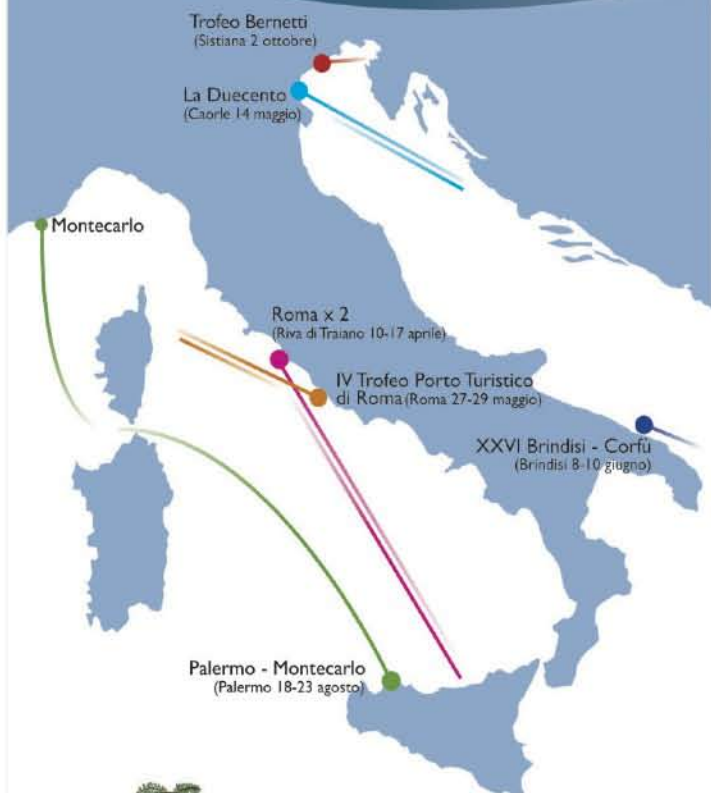 Trofeo Bernetti
(Sistiana 2 ottobre)
La Duecento
(Caorle 14 maggio)
Montecarlo
Roma x 2
(Riva di Traiano 10-17 aprile)
IV Trofeo Porto Turistico
di Roma (Roma 27-29 maggio)
XXVI Brindisi - Corfù
(Brindisi 8-10 giugno)
Palermo - Montecarlo
(Palermo 18-23 agosto)